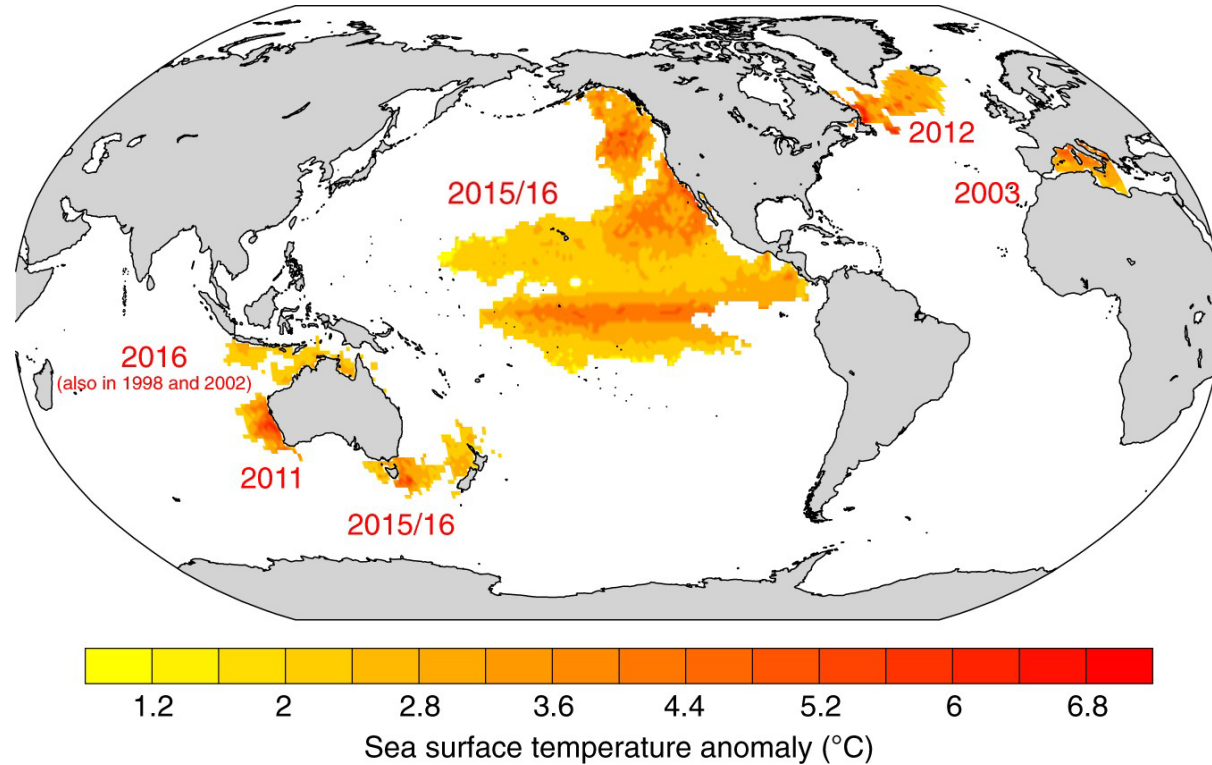 2012
2003
2015/16
2016
(also in 1998 and 2002)
2011
2015/16
1.2 2 2.8 3.6 4.4 5.2 6 6.8
Sea surface temperature anomaly (°C)